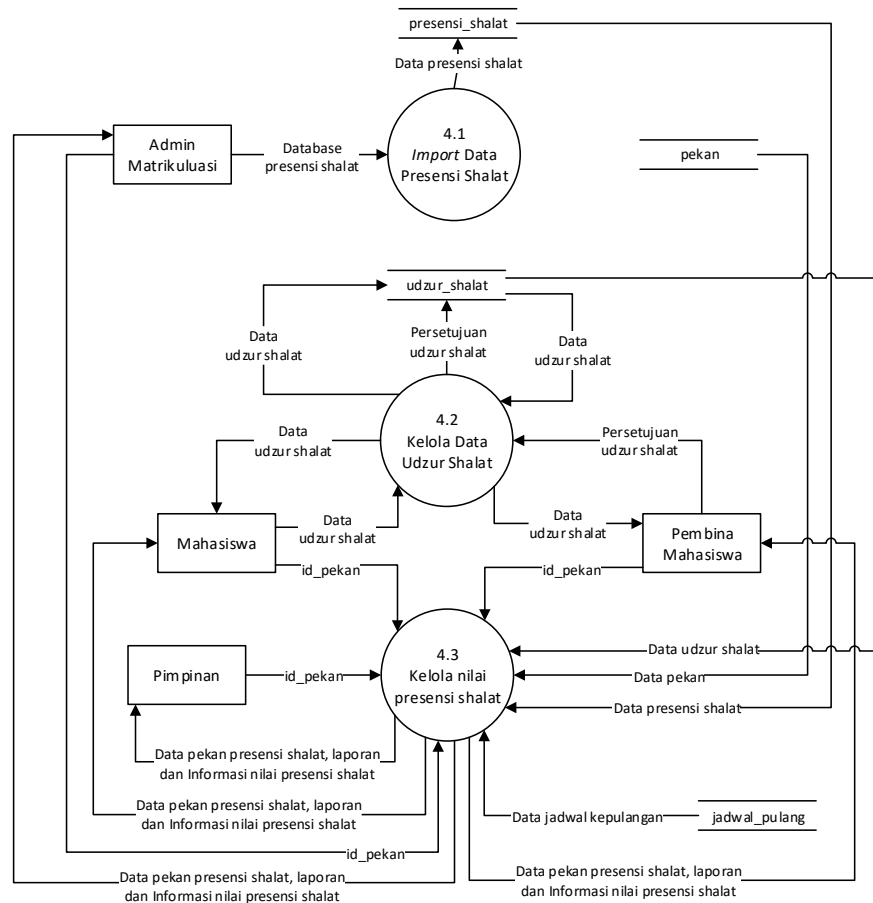 presensi_shalat
Data presensi shalat
4.1
Import Data
Presensi Shalat
Admin
Matrikuluasi
Database
presensi shalat
pekan
udzur_shalat
Data
udzur shalat
Persetujuan
udzur shalat
Data
udzur shalat
4.2
Kelola Data
Udzur Shalat
Data
udzur shalat
Persetujuan
udzur shalat
Mahasiswa
Data
udzur shalat
Data
udzur shalat
Pembina
Mahasiswa
id_pekan
id_pekan
4.3
Kelola nilai
presensi shalat
Pimpinan
id_pekan
Data udzur shalat
Data pekan
Data presensi shalat
Data pekan presensi shalat, laporan
dan Informasi nilai presensi shalat
Data pekan presensi shalat, laporan
dan Informasi nilai presensi shalat
Data jadwal kepulangan
jadwal_pulang
id_pekan
Data pekan presensi shalat, laporan
dan Informasi nilai presensi shalat
Data pekan presensi shalat, laporan
dan Informasi nilai presensi shalat